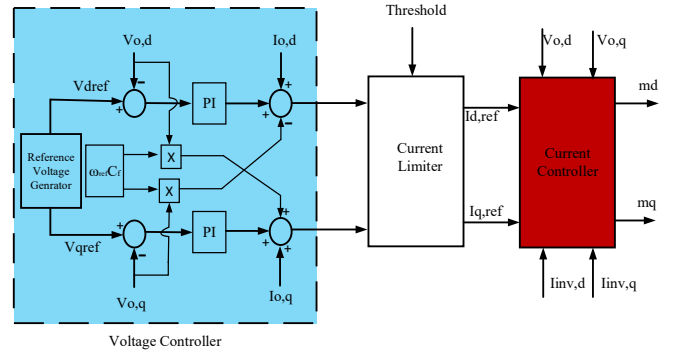 Threshold
Vo,d
Io,d
Vo,d
Vo,q
Vdref
PI
Reference
Voltage
Genrator
ωrefCf
X
X
Current
Limiter
Id,ref
Iq,ref
Current
Controller
md
mq
Vqref
PI
Vo,q
Io,q
Iinv,d
Iinv,q
Voltage Controller